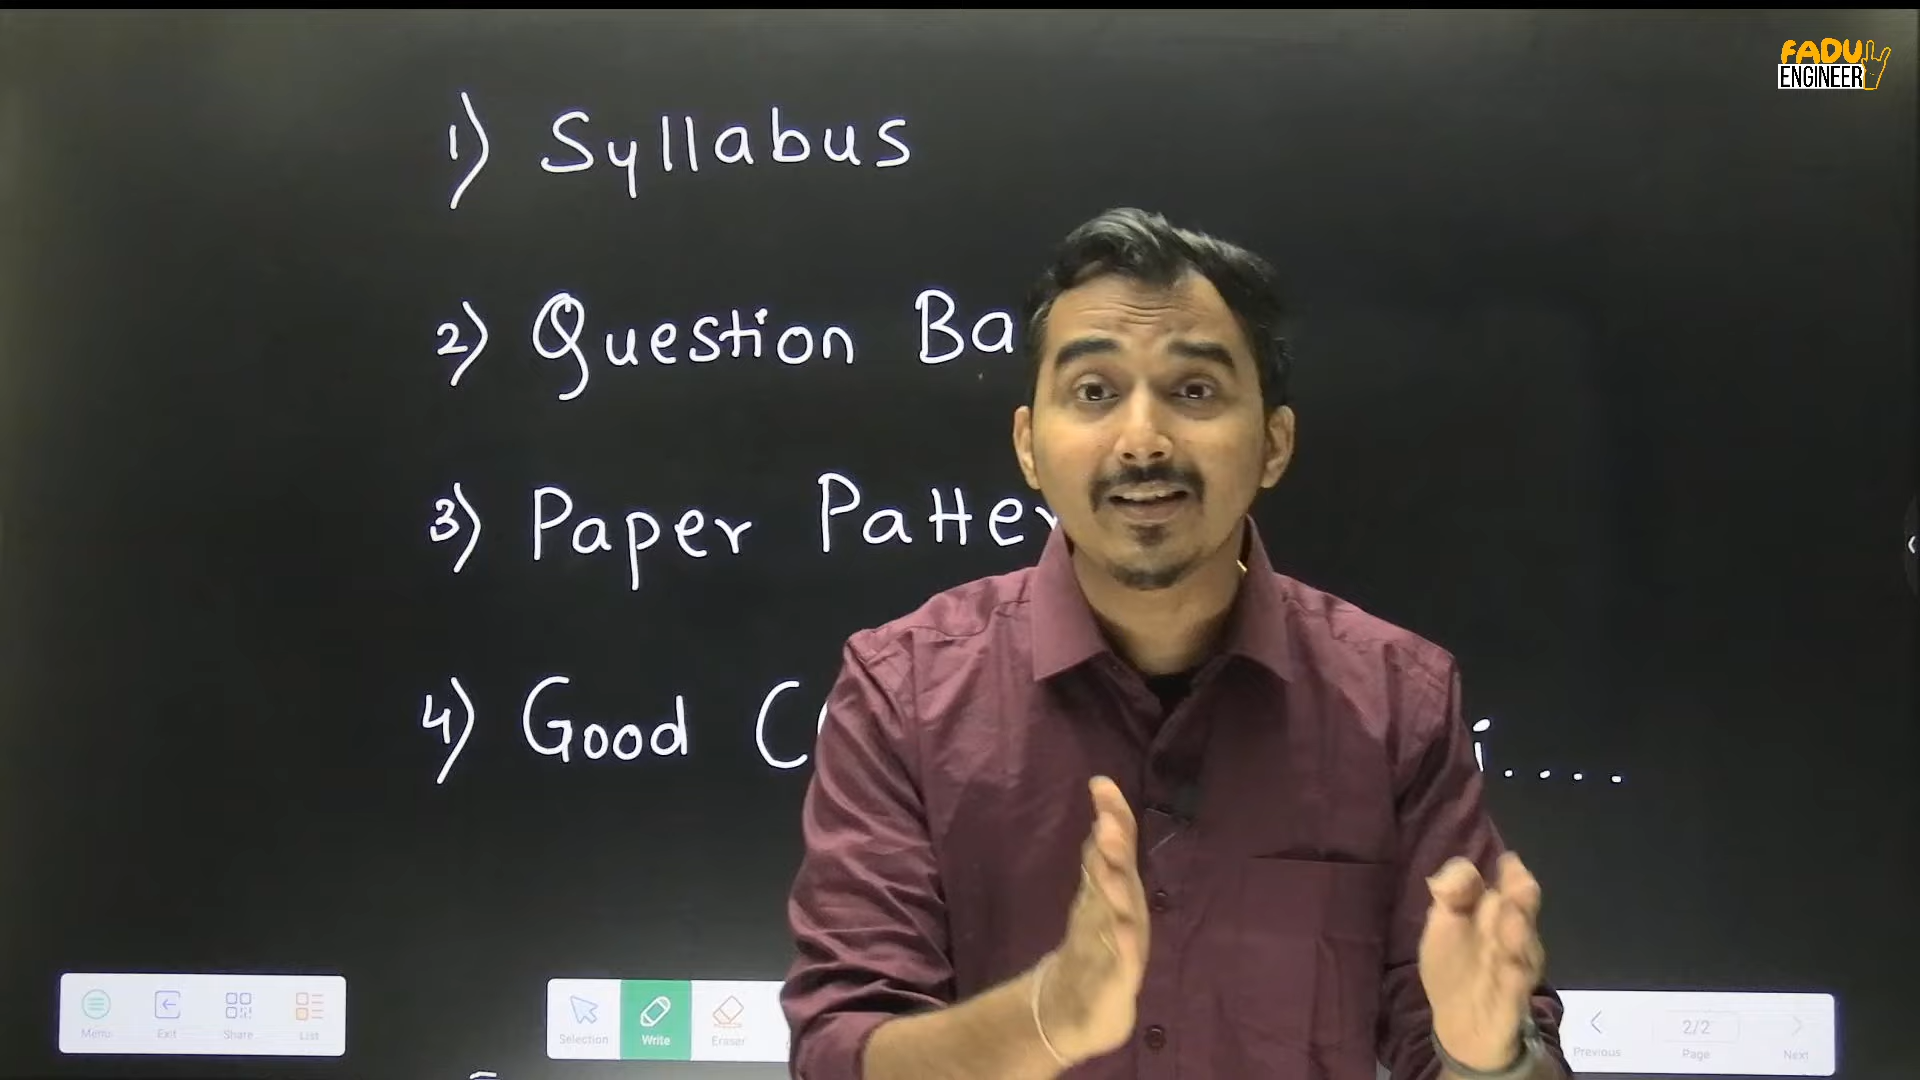 FADU
ENGINEER
1) Syllabus
2) Question Ba
3) Paper Patter
4) Good C i....
Menu Exit Share List
Selection Write Eraser
Previous 2/2 Page Next